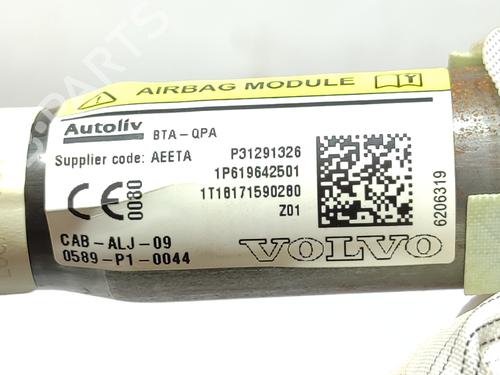 AIRBAG MODULE
Autoliv BTA-QPA
Supplier code: AEETA P31291326
1P619642501
1T18171590280
Z01
CE 0080
CAB-ALJ-09
0589-P1-0044
VOLVO
6206319